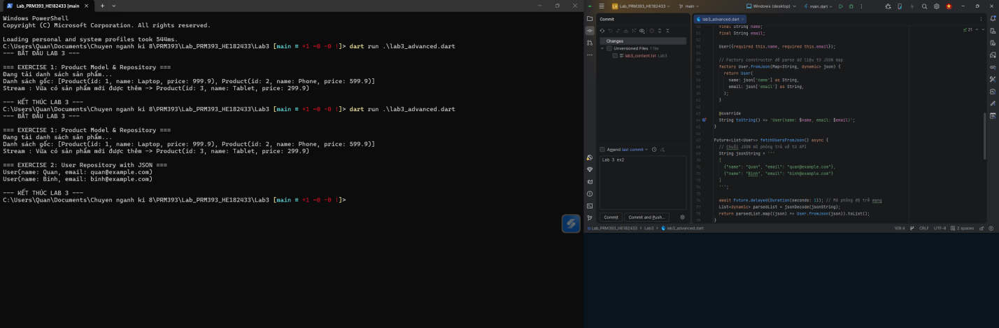 Lab_PRM393_HE182433 [main
Windows PowerShell
Copyright (C) Microsoft Corporation. All rights reserved.
Loading personal and system profiles took 544ms.
C:\Users\Quan\Documents\Chuyen nganh ki 8\PRM393\Lab_PRM393_HE182433\Lab3 [main ≡ +1 ~0 -0 !]> dart run .\lab3_advanced.dart
--- BẮT ĐẦU LAB 3 ---
=== EXERCISE 1: Product Model & Repository ===
Đang tải danh sách sản phẩm...
Danh sách gốc: [Product(id: 1, name: Laptop, price: 999.9), Product(id: 2, name: Phone, price: 599.9)]
Stream : Vừa có sản phẩm mới được thêm -> Product(id: 3, name: Tablet, price: 299.9)
--- KẾT THÚC LAB 3 ---
C:\Users\Quan\Documents\Chuyen nganh ki 8\PRM393\Lab_PRM393_HE182433\Lab3 [main ≡ +1 ~0 -0 !]> dart run .\lab3_advanced.dart
--- BẮT ĐẦU LAB 3 ---
=== EXERCISE 1: Product Model & Repository ===
Đang tải danh sách sản phẩm...
Danh sách gốc: [Product(id: 1, name: Laptop, price: 999.9), Product(id: 2, name: Phone, price: 599.9)]
Stream : Vừa có sản phẩm mới được thêm -> Product(id: 3, name: Tablet, price: 299.9)
=== EXERCISE 2: User Repository with JSON ===
User(name: Quan, email: quan@example.com)
User(name: Binh, email: binh@example.com)
--- KẾT THÚC LAB 3 ---
C:\Users\Quan\Documents\Chuyen nganh ki 8\PRM393\Lab_PRM393_HE182433\Lab3 [main ≡ +1 ~0 -0 !]>
LH Lab_PRM393_HE182433 main Windows (desktop) main.dart
Commit
Changes
Unversioned Files 1 file
lab3_content.txt Lab3
Amend last commit
Lab 3 ex2
Commit Commit and Push...
lab3_advanced.dart
21
final String name;
final String email;
User({required this.name, required this.email});
// Factory constructor để parse dữ liệu từ JSON map
factory User.fromJson(Map<String, dynamic> json) {
return User(
name: json['name'] as String,
email: json['email'] as String,
);
}
@override
String toString() => 'User(name: $name, email: $email)';
}
Future<List<User>> fetchUsersFromJson() async {
// Chuỗi JSON mô phỏng trả về từ API
String jsonString = '''
[
{"name": "Quan", "email": "quan@example.com"},
{"name": "Binh", "email": "binh@example.com"}
]
''';
await Future.delayed(Duration(seconds: 1)); // Mô phỏng độ trễ mạng
List<dynamic> parsedList = jsonDecode(jsonString);
return parsedList.map((json) => User.fromJson(json)).toList();
}
Lab_PRM393_HE182433 > Lab3 > lab3_advanced.dart
109:4 CRLF UTF-8 2 spaces